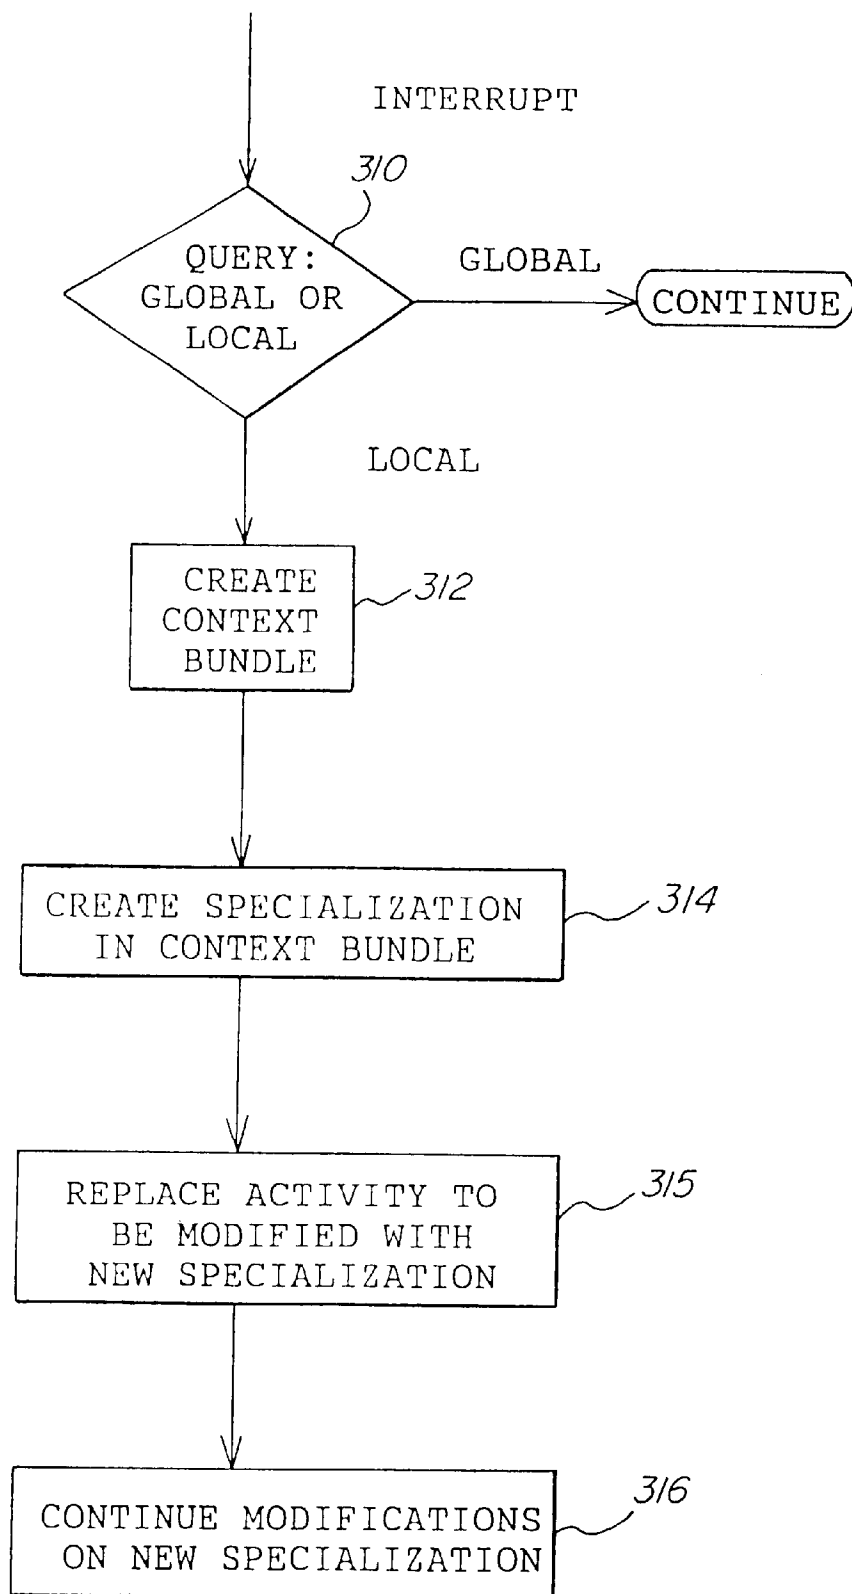 INTERRUPT
310
QUERY:
GLOBAL OR
LOCAL
GLOBAL
CONTINUE
LOCAL
CREATE
CONTEXT
BUNDLE
312
CREATE SPECIALIZATION
IN CONTEXT BUNDLE
314
REPLACE ACTIVITY TO
BE MODIFIED WITH
NEW SPECIALIZATION
315
CONTINUE MODIFICATIONS
ON NEW SPECIALIZATION
316